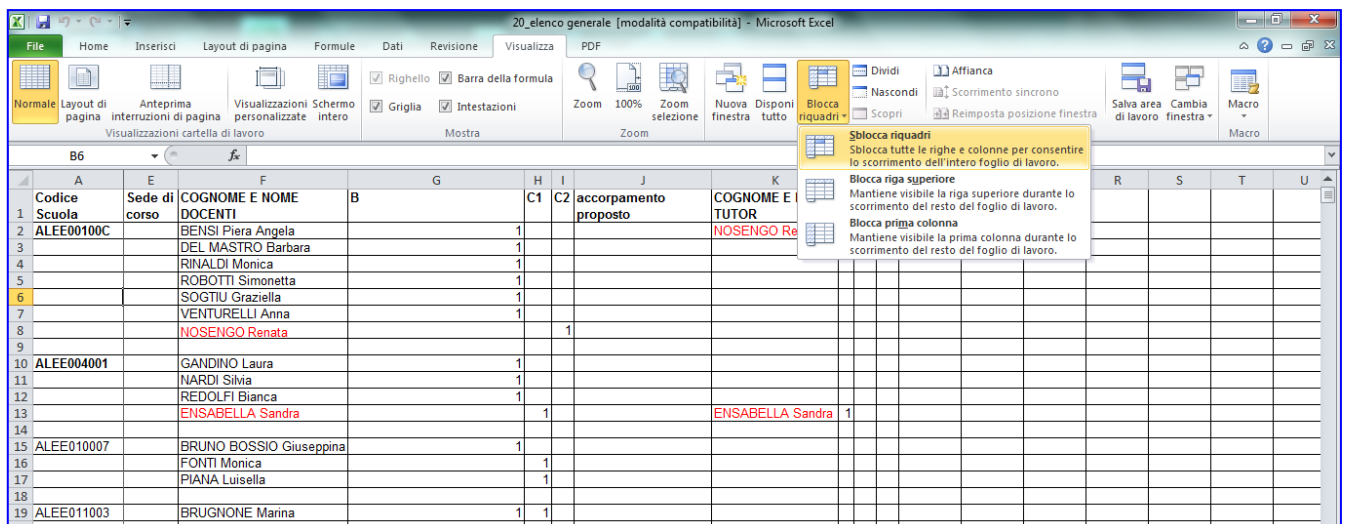 20_elenco generale [modalità compatibilità] - Microsoft Excel
File Home Inserisci Layout di pagina Formule Dati Revisione Visualizza PDF
Normale
Layout di pagina
Anteprima interruzioni di pagina
Visualizzazioni personalizzate
Schermo intero
Visualizzazioni cartella di lavoro
Righello Barra della formula
Griglia Intestazioni
Mostra
Zoom
100%
Zoom selezione
Zoom
Nuova finestra
Disponi tutto
Blocca riquadri
Dividi
Nascondi
Scopri
Affianca
Scorrimento sincrono
Reimposta posizione finestra
Salva area di lavoro
Cambia finestra
Macro
Macro
Sblocca riquadri
Sblocca tutte le righe e colonne per consentire
lo scorrimento dell'intero foglio di lavoro.
Blocca riga superiore
Mantiene visibile la riga superiore durante lo
scorrimento del resto del foglio di lavoro.
Blocca prima colonna
Mantiene visibile la prima colonna durante lo
scorrimento del resto del foglio di lavoro.
B6 fx
A E F G H I J K R S T U
1 Codice Scuola Sede di corso COGNOME E NOME DOCENTI B C1 C2 accorpamento proposto COGNOME E TUTOR
2 ALEE00100C BENSI Piera Angela 1 NOSENGO Re
3 DEL MASTRO Barbara 1
4 RINALDI Monica 1
5 ROBOTTI Simonetta 1
6 SOGTIU Graziella 1
7 VENTURELLI Anna 1
8 NOSENGO Renata 1
9
10 ALEE004001 GANDINO Laura 1
11 NARDI Silvia 1
12 REDOLFI Bianca 1
13 ENSABELLA Sandra 1 ENSABELLA Sandra 1
14
15 ALEE010007 BRUNO BOSSIO Giuseppina 1
16 FONTI Monica 1
17 PIANA Luisella 1
18
19 ALEE011003 BRUGNONE Marina 1 1